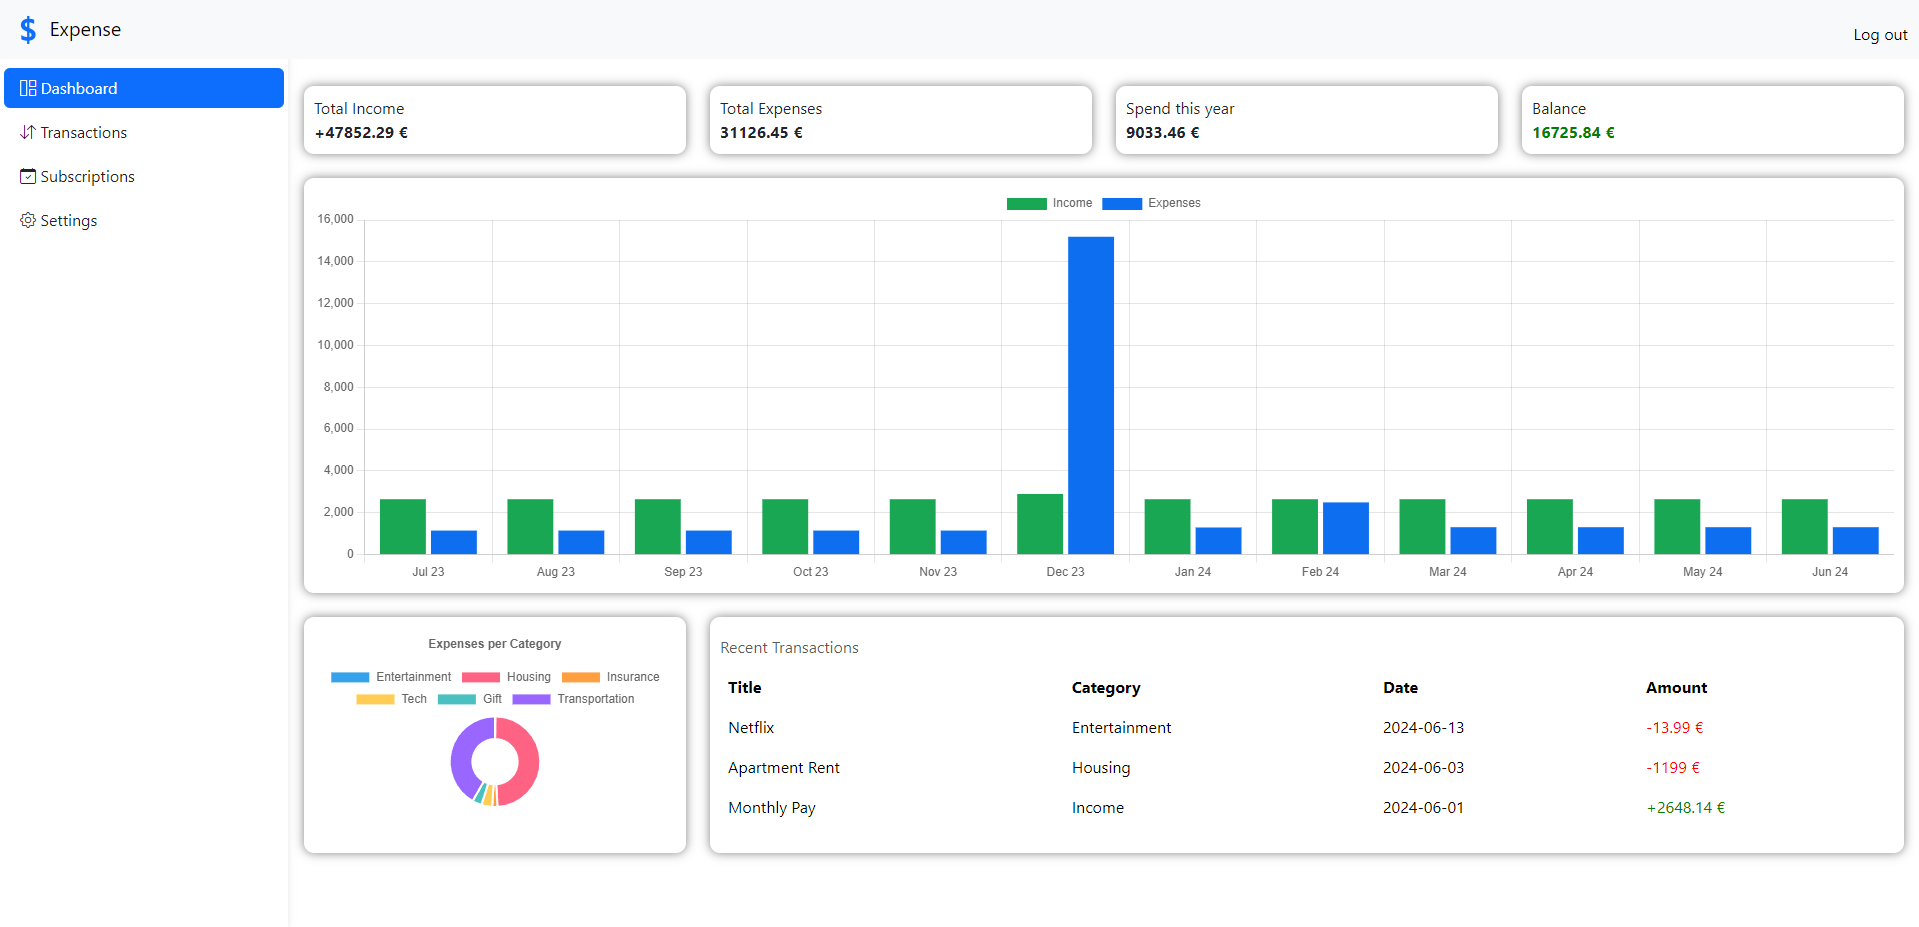 $ Expense
Log out
Dashboard
Transactions
Subscriptions
Settings
Total Income
+47852.29 €
Total Expenses
31126.45 €
Spend this year
9033.46 €
Balance
16725.84 €
Income Expenses
16,000
14,000
12,000
10,000
8,000
6,000
4,000
2,000
0
Jul 23 Aug 23 Sep 23 Oct 23 Nov 23 Dec 23 Jan 24 Feb 24 Mar 24 Apr 24 May 24 Jun 24
Expenses per Category
Entertainment Housing Insurance
Tech Gift Transportation
Recent Transactions
Title Category Date Amount
Netflix Entertainment 2024-06-13 -13.99 €
Apartment Rent Housing 2024-06-03 -1199 €
Monthly Pay Income 2024-06-01 +2648.14 €